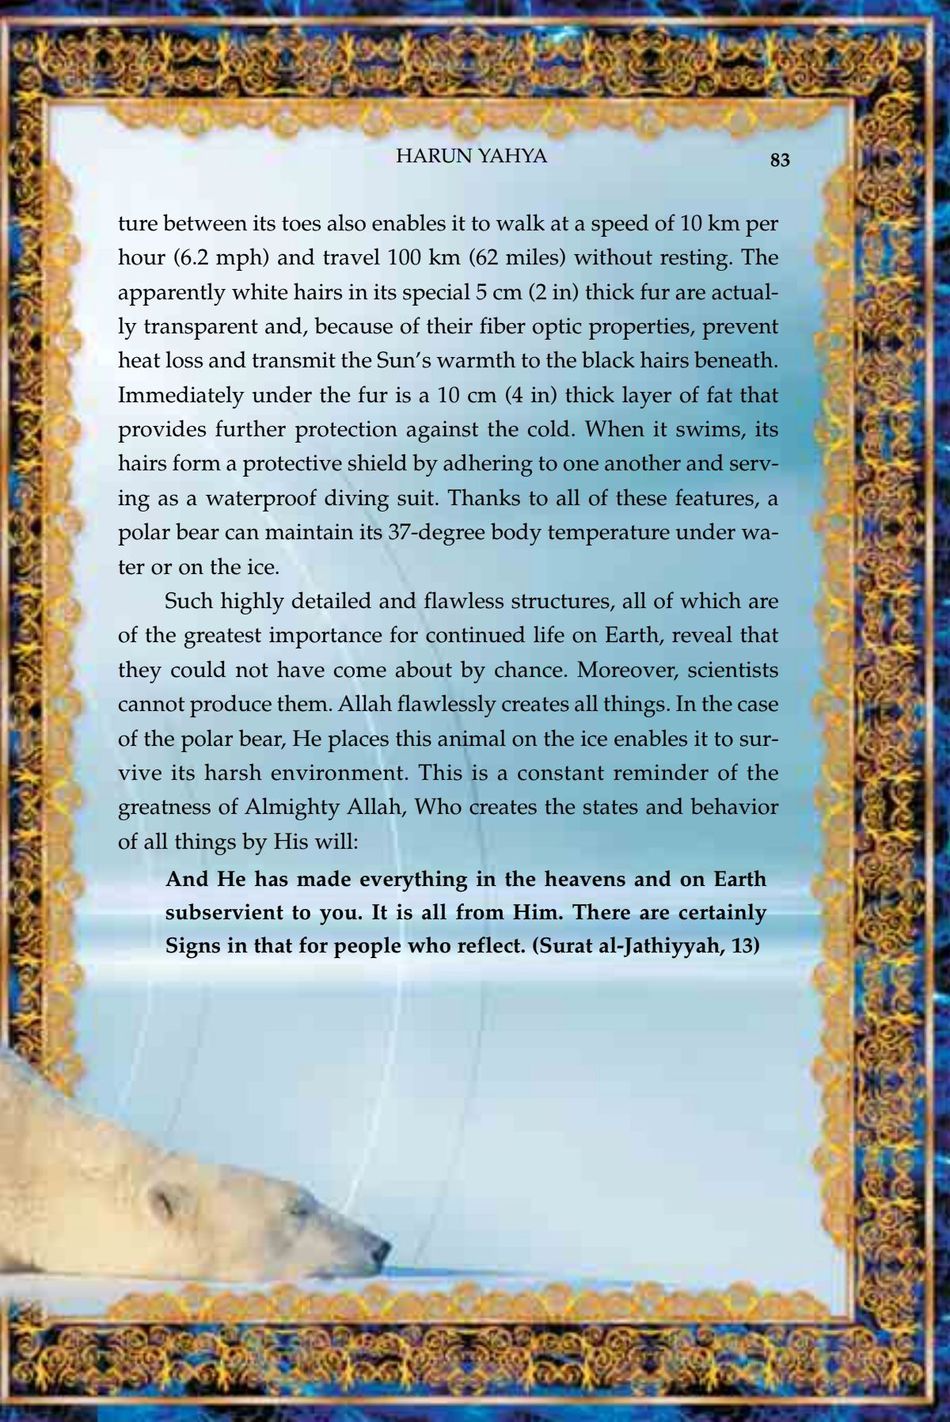 HARUN YAHYA 83
ture between its toes also enables it to walk at a speed of 10 km per
hour (6.2 mph) and travel 100 km (62 miles) without resting. The
apparently white hairs in its special 5 cm (2 in) thick fur are actual-
ly transparent and, because of their fiber optic properties, prevent
heat loss and transmit the Sun’s warmth to the black hairs beneath.
Immediately under the fur is a 10 cm (4 in) thick layer of fat that
provides further protection against the cold. When it swims, its
hairs form a protective shield by adhering to one another and serv-
ing as a waterproof diving suit. Thanks to all of these features, a
polar bear can maintain its 37-degree body temperature under wa-
ter or on the ice.
Such highly detailed and flawless structures, all of which are
of the greatest importance for continued life on Earth, reveal that
they could not have come about by chance. Moreover, scientists
cannot produce them. Allah flawlessly creates all things. In the case
of the polar bear, He places this animal on the ice enables it to sur-
vive its harsh environment. This is a constant reminder of the
greatness of Almighty Allah, Who creates the states and behavior
of all things by His will:
And He has made everything in the heavens and on Earth
subservient to you. It is all from Him. There are certainly
Signs in that for people who reflect. (Surat al-Jathiyyah, 13)